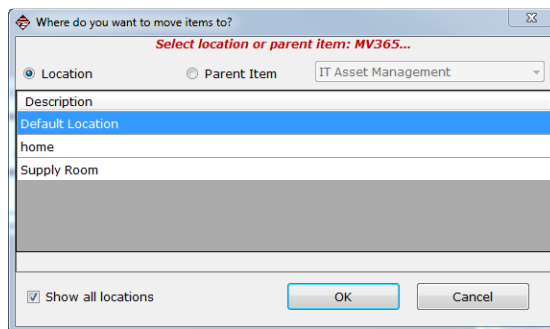 Where do you want to move items to?
Select location or parent item: MV365...
Location Parent Item IT Asset Management
Description
Default Location
home
Supply Room
Show all locations OK Cancel